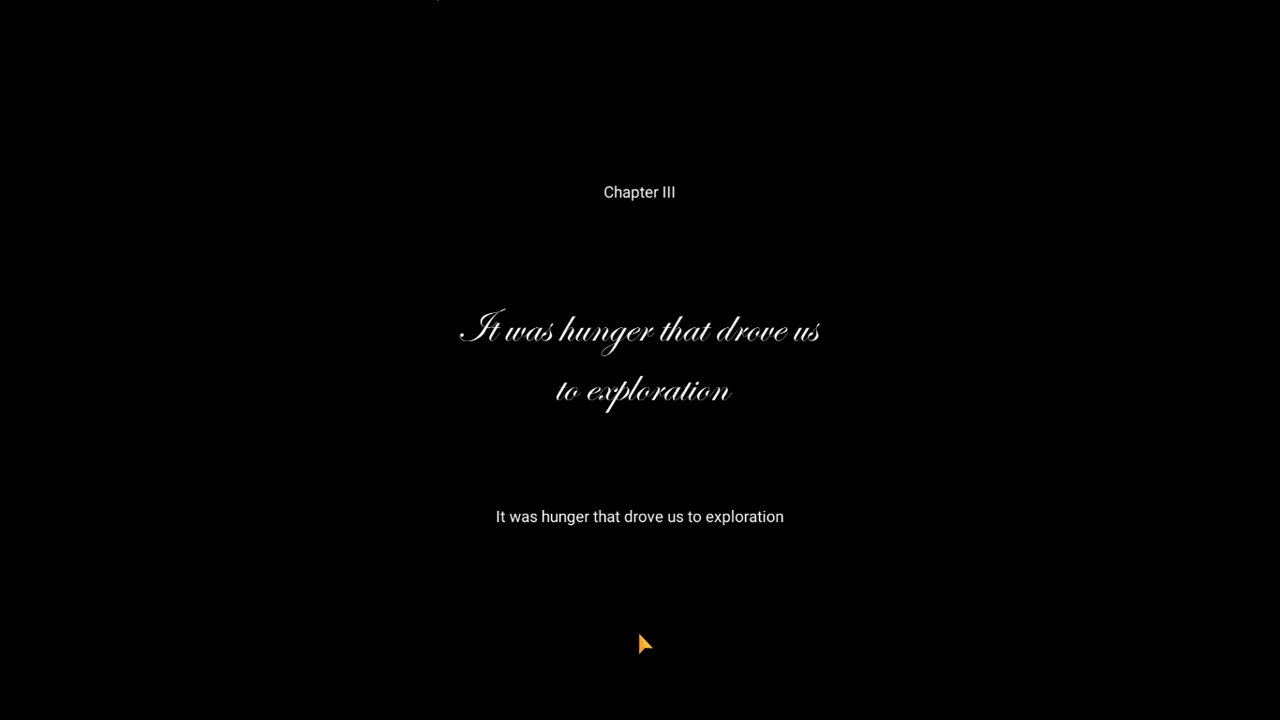 Chapter III
It was hunger that drove us
to exploration
It was hunger that drove us to exploration